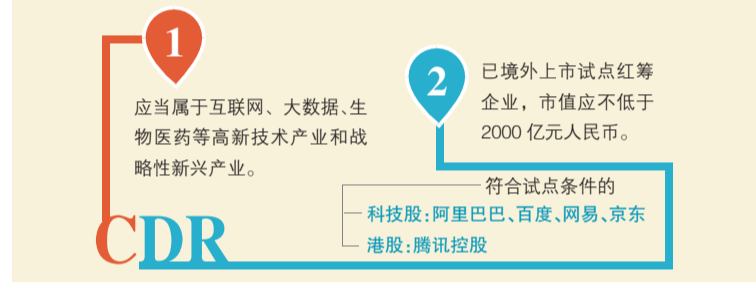 1
应当属于互联网、大数据、生
物医药等高新技术产业和战
略性新兴产业。
2
已境外上市试点红筹
企业，市值应不低于
2000 亿元人民币。
符合试点条件的
科技股:阿里巴巴、百度、网易、京东
港股:腾讯控股
CDR